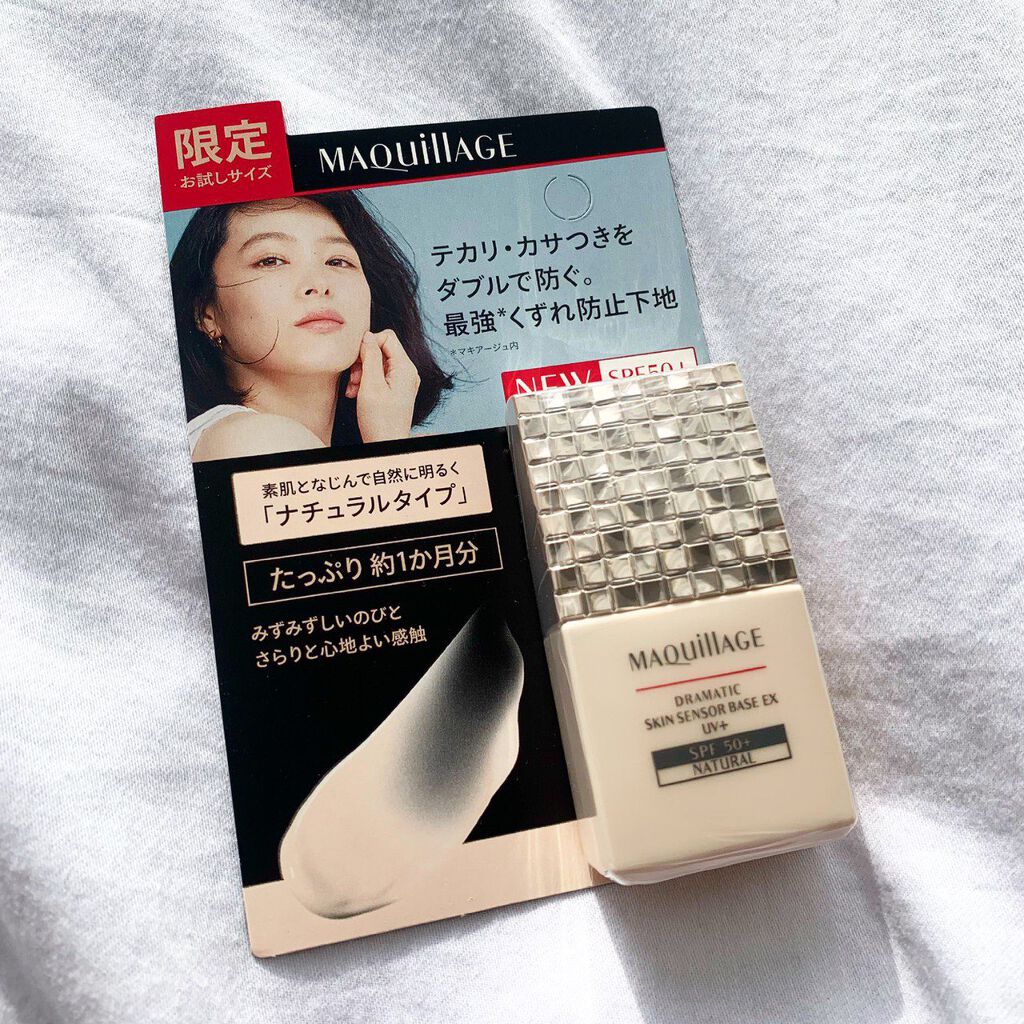 限定
お試しサイズ
MAQuillAGE
テカリ・カサつきを
ダブルで防ぐ。
最強*くずれ防止下地
*マキアージュ内
NEW SPF50+
素肌となじんで自然に明るく
「ナチュラルタイプ」
たっぷり 約1か月分
みずみずしいのびと
さらりと心地よい感触
MAQuillAGE
DRAMATIC
SKIN SENSOR BASE EX
UV+
SPF 50+
NATURAL